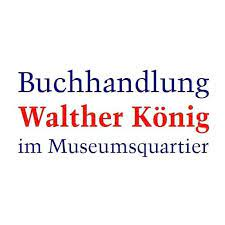 Buchhandlung
Walther König
im Museumsquartier